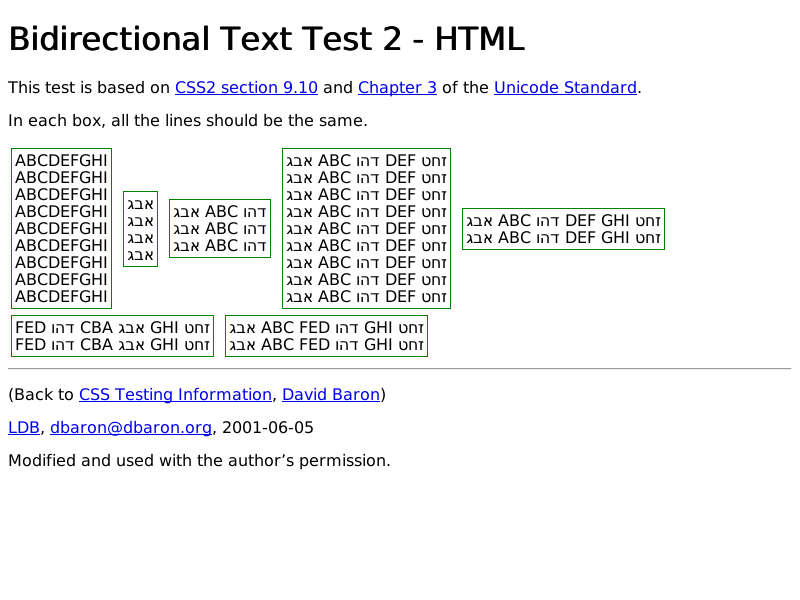 Bidirectional Text Test 2 - HTML
This test is based on CSS2 section 9.10 and Chapter 3 of the Unicode Standard.
In each box, all the lines should be the same.
ABCDEFGHI
ABCDEFGHI
ABCDEFGHI
ABCDEFGHI
ABCDEFGHI
ABCDEFGHI
ABCDEFGHI
ABCDEFGHI
ABCDEFGHI
אבג
אבג
אבג
אבג
אבג ABC דהו
אבג ABC דהו
אבג ABC דהו
אבג ABC דהו DEF זחט
אבג ABC דהו DEF זחט
אבג ABC דהו DEF זחט
אבג ABC דהו DEF זחט
אבג ABC דהו DEF זחט
אבג ABC דהו DEF זחט
אבג ABC דהו DEF זחט
אבג ABC דהו DEF זחט
אבג ABC דהו DEF זחט
אבג ABC דהו DEF GHI זחט
אבג ABC דהו DEF GHI זחט
FED דהו CBA אבג GHI זחט
FED דהו CBA אבג GHI זחט
אבג ABC FED דהו GHI זחט
אבג ABC FED דהו GHI זחט
(Back to CSS Testing Information, David Baron)
LDB, dbaron@dbaron.org, 2001-06-05
Modified and used with the author’s permission.